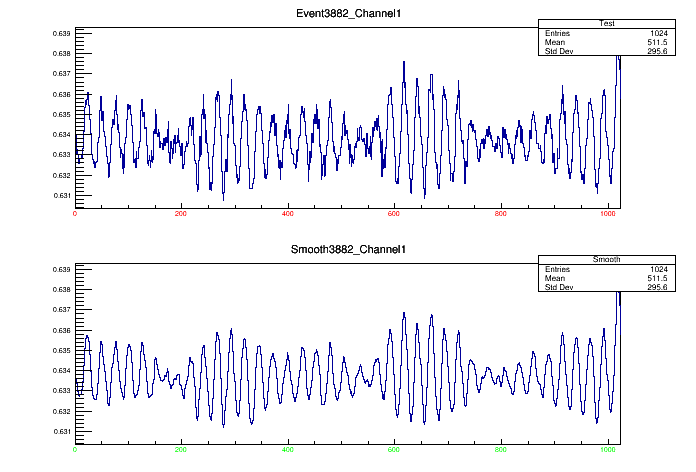 Event3882_Channel1
Test
Entries 1024
Mean 511.5
Std Dev 295.6
0.639
0.638
0.637
0.636
0.635
0.634
0.633
0.632
0.631
0 200 400 600 800 1000
Smooth3882_Channel1
Smooth
Entries 1024
Mean 511.5
Std Dev 295.6
0.639
0.638
0.637
0.636
0.635
0.634
0.633
0.632
0.631
0 200 400 600 800 1000